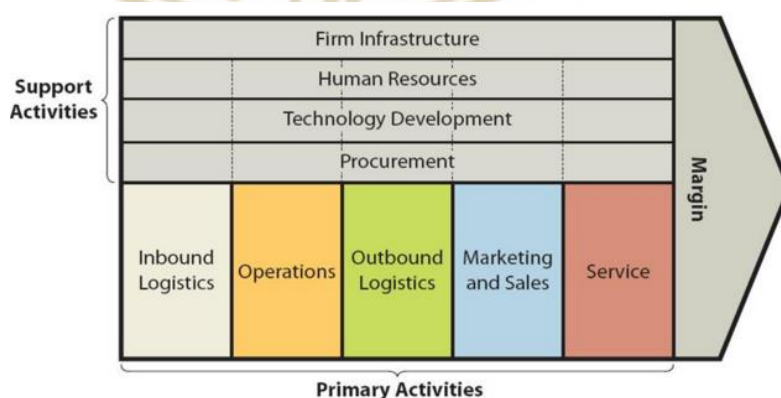 Firm Infrastructure
Human Resources
Technology Development
Procurement
Support
Activities
Inbound
Logistics
Operations
Outbound
Logistics
Marketing
and Sales
Service
Margin
Primary Activities